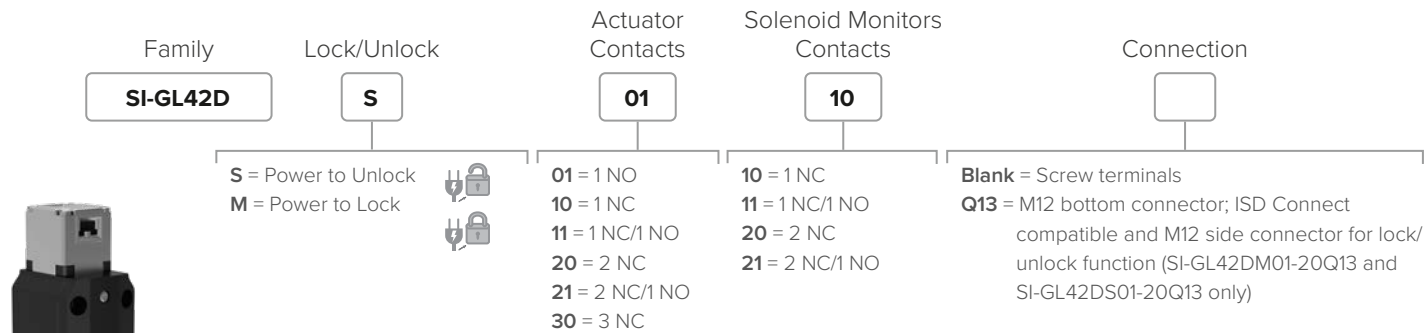 Family
Lock/Unlock
Actuator
Contacts
Solenoid Monitors
Contacts
Connection
SI-GL42D
S
01
10
S = Power to Unlock
M = Power to Lock
01 = 1 NO
10 = 1 NC
11 = 1 NC/1 NO
20 = 2 NC
21 = 2 NC/1 NO
30 = 3 NC
10 = 1 NC
11 = 1 NC/1 NO
20 = 2 NC
21 = 2 NC/1 NO
Blank = Screw terminals
Q13 = M12 bottom connector; ISD Connect
compatible and M12 side connector for lock/
unlock function (SI-GL42DM01-20Q13 and
SI-GL42DS01-20Q13 only)